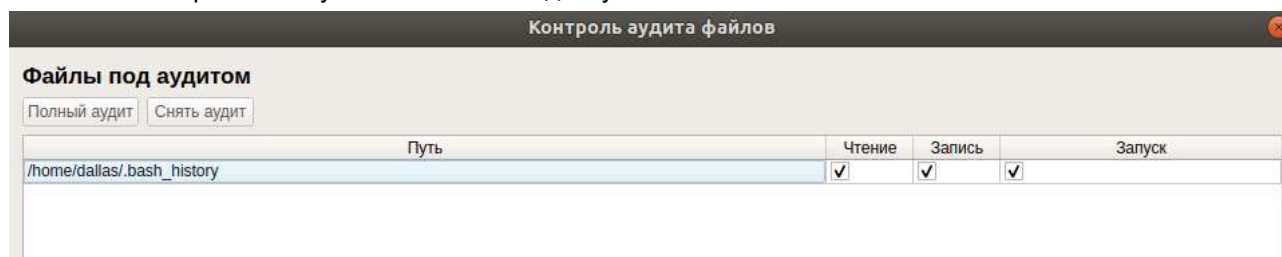 Контроль аудита файлов
Файлы под аудитом
Полный аудит Снять аудит
Путь Чтение Запись Запуск
/home/dallas/.bash_history